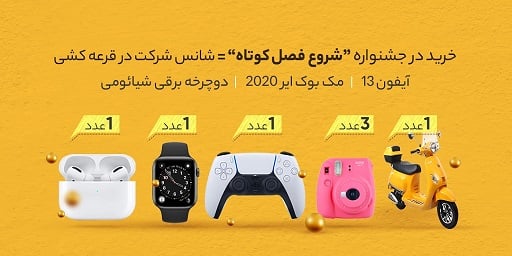 خرید در جشنواره ”شروع فصل کوتاه“ = شانس شرکت در قرعه کشی
آیفون 13 | مک بوک ایر 2020 | دوچرخه برقی شیائومی
1 عدد
3 عدد
1 عدد
1 عدد
1 عدد